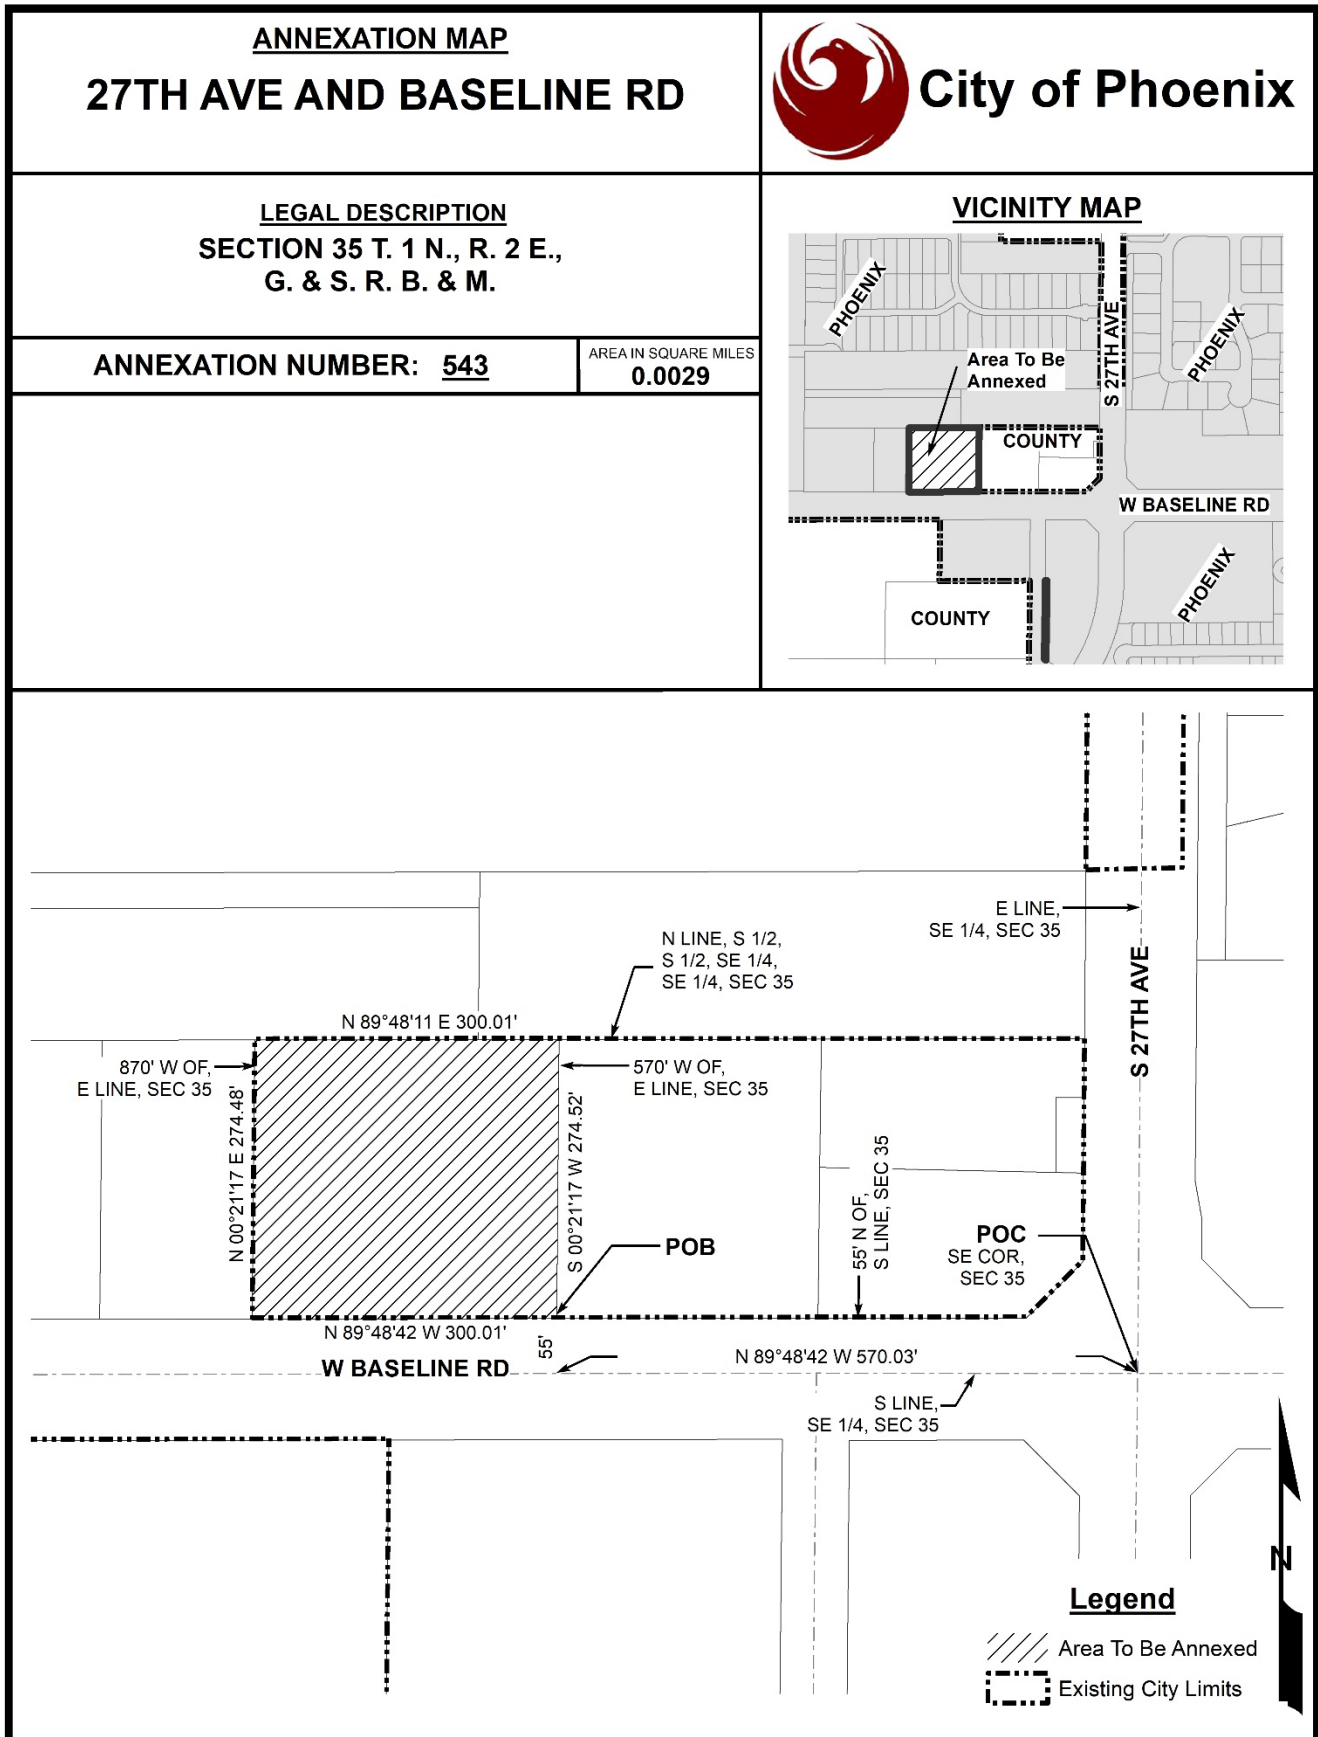 ANNEXATION MAP
27TH AVE AND BASELINE RD
City of Phoenix
LEGAL DESCRIPTION
SECTION 35 T. 1 N., R. 2 E.,
G. & S. R. B. & M.
ANNEXATION NUMBER: 543
AREA IN SQUARE MILES
0.0029
VICINITY MAP
PHOENIX
S 27TH AVE
PHOENIX
Area To Be
Annexed
COUNTY
W BASELINE RD
PHOENIX
COUNTY
E LINE,
SE 1/4, SEC 35
N LINE, S 1/2,
S 1/2, SE 1/4,
SE 1/4, SEC 35
S 27TH AVE
N 89°48'11 E 300.01'
870' W OF,
E LINE, SEC 35
570' W OF,
E LINE, SEC 35
N 00°21'17 E 274.48'
S 00°21'17 W 274.52'
55' N OF,
S LINE, SEC 35
POB
POC
SE COR,
SEC 35
N 89°48'42 W 300.01'
55'
W BASELINE RD
N 89°48'42 W 570.03'
S LINE,
SE 1/4, SEC 35
N
Legend
Area To Be Annexed
Existing City Limits